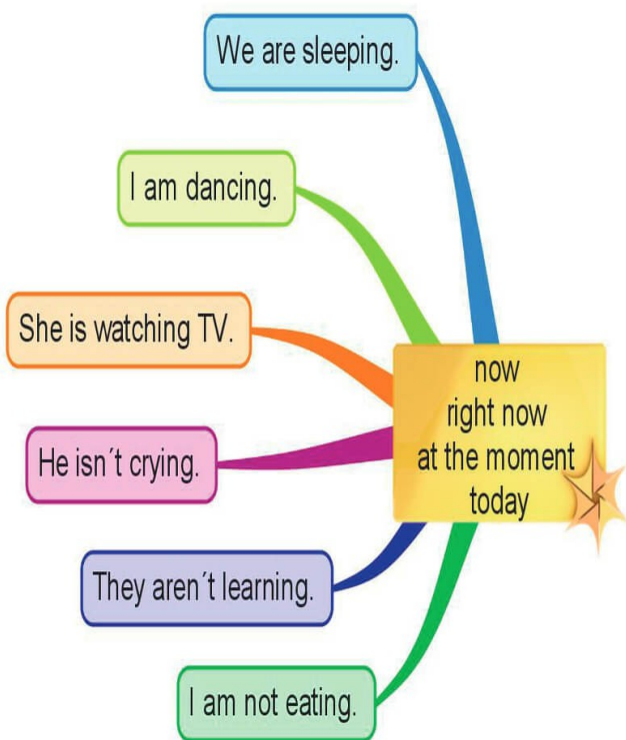 We are sleeping.
I am dancing.
She is watching TV.
He isn´t crying.
They aren´t learning.
I am not eating.
now
right now
at the moment
today